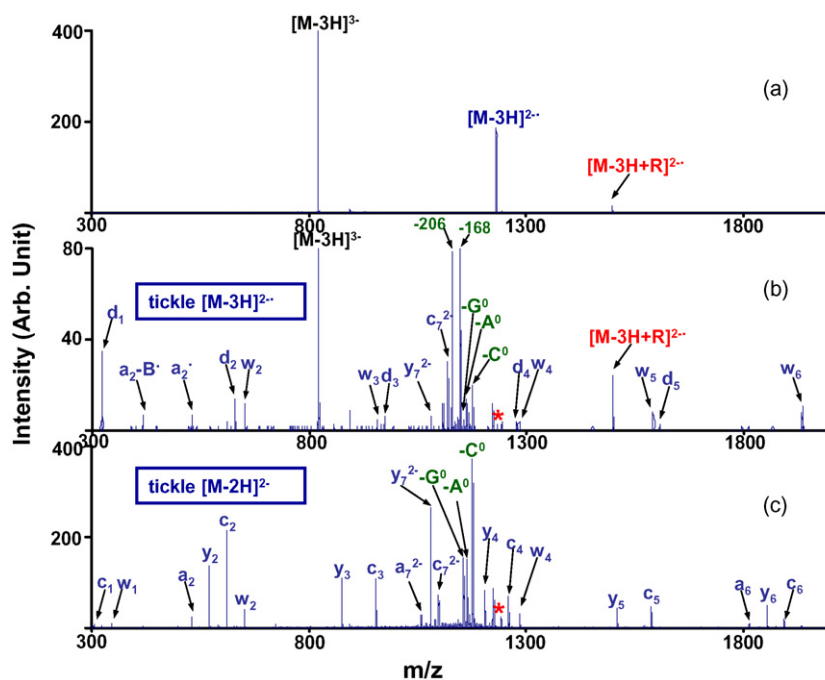 [M-3H]³⁻
400
(a)
[M-3H]²⁻·
200
[M-3H+R]²⁻·
300 800 1300 1800
-206 -168
80 [M-3H]³⁻
(b)
tickle [M-3H]²⁻·
-G⁰
d₁ -A⁰
c₇²⁻ [M-3H+R]²⁻·
40 -C⁰
a₂-B· a₂· d₂ w₂ w₃ d₃ y₇²⁻ * d₄ w₄ w₅ d₅ w₆
300 800 1300 1800
400 -C⁰
tickle [M-2H]²⁻ y₇²⁻ -G⁰ -A⁰ (c)
c₂
200 y₂ y₄
c₁ w₁ a₂ w₂ y₃ c₃ a₇²⁻ c₇²⁻ * c₄ w₄ y₅ c₅ a₆ y₆ c₆
300 800 1300 1800
m/z
Intensity (Arb. Unit)